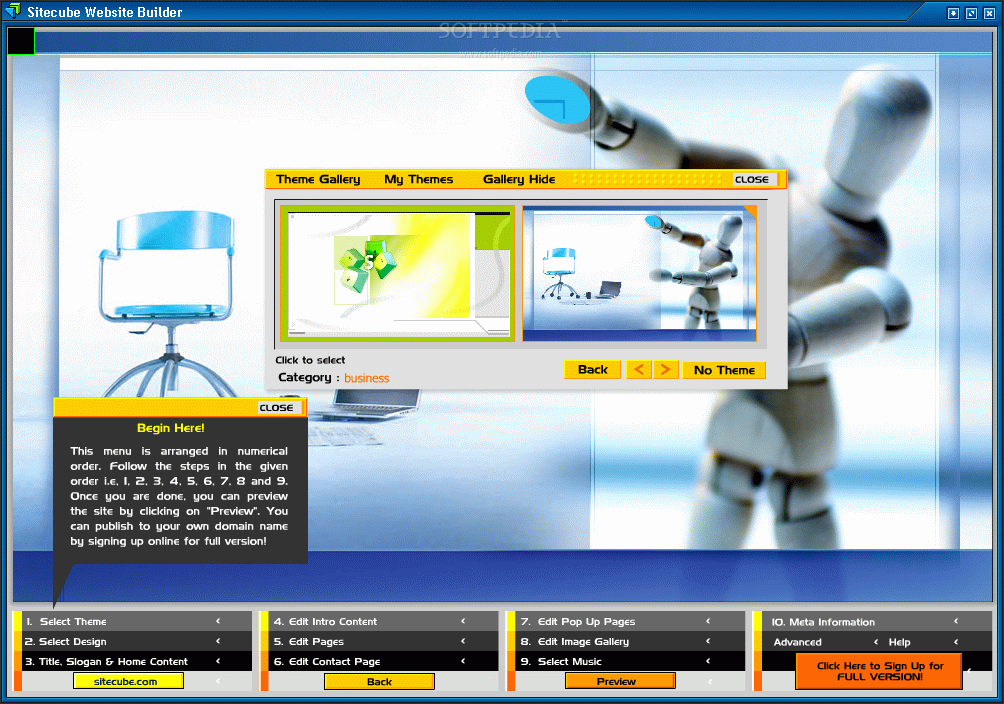 Sitecube Website Builder
SOFTPEDIA
www.softpedia.com
Theme Gallery My Themes Gallery Hide CLOSE
S
Click to select
Category : business
Back < > No Theme
CLOSE
Begin Here!
This menu is arranged in numerical
order. Follow the steps in the given
order i.e, 1, 2, 3, 4, 5, 6, 7, 8 and 9.
Once you are done, you can preview
the site by clicking on "Preview". You
can publish to your own domain name
by signing up online for full version!
1. Select Theme
2. Select Design
3. Title, Slogan & Home Content
sitecube.com
4. Edit Intro Content
5. Edit Pages
6. Edit Contact Page
Back
7. Edit Pop Up Pages
8. Edit Image Gallery
9. Select Music
Preview
10. Meta Information
Advanced Help
Click Here to Sign Up for
FULL VERSION!